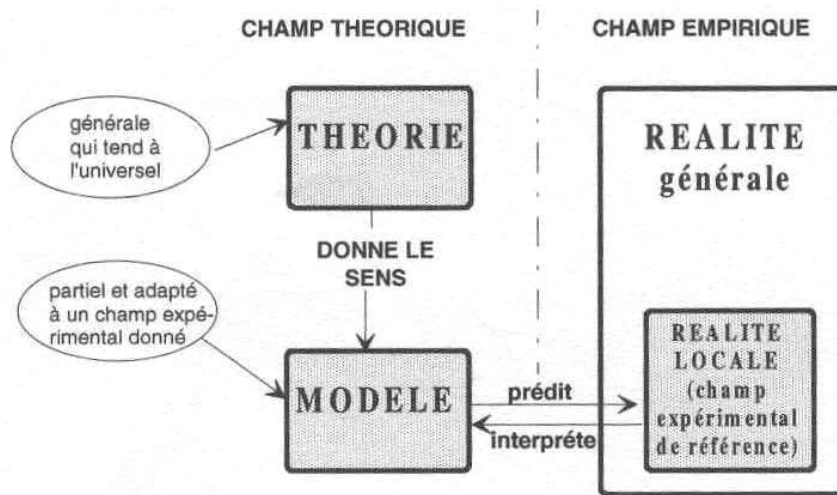 CHAMP THEORIQUE
CHAMP EMPIRIQUE
générale
qui tend à
l'universel
THEORIE
REALITE
générale
DONNE LE
SENS
partiel et adapté
à un champ expé-
rimental donné
MODELE
prédit
interpréte
REALITE
LOCALE
(champ
expérimental
de référence)